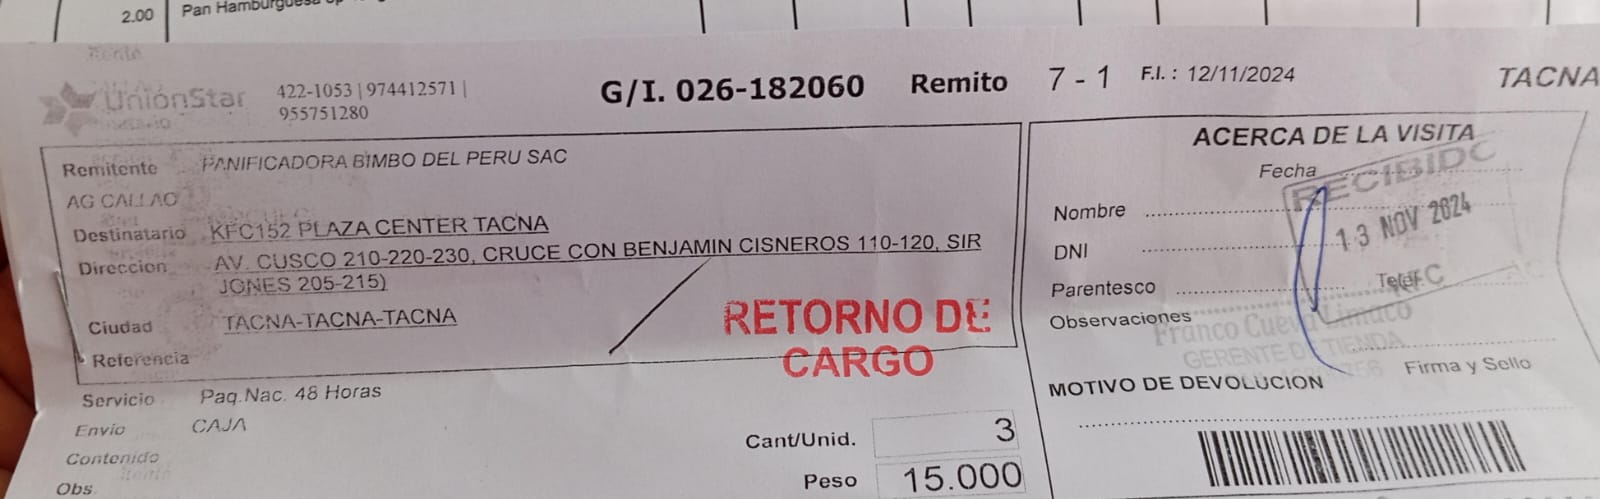 2.00 Pan Hamburguesa
UnionStar 422-1053 | 974412571 |
955751280
G/I. 026-182060 Remito 7 - 1 F.I. : 12/11/2024 TACNA
Remitente PANIFICADORA BIMBO DEL PERU SAC
AG CALLAO
Destinatario KFC152 PLAZA CENTER TACNA
Direccion AV. CUSCO 210-220-230, CRUCE CON BENJAMIN CISNEROS 110-120, SIR
JONES 205-215)
Ciudad TACNA-TACNA-TACNA
Referencia
RETORNO DE
CARGO
Servicio Paq.Nac. 48 Horas
Envio CAJA
Contenido
Obs
Cant/Unid. 3
Peso 15.000
ACERCA DE LA VISITA
Fecha
RECIBIDO
Nombre
13 NOV 2024
DNI
Parentesco
Observaciones
Franco Cueva
GERENTE DE TIENDA
Firma y Sello
MOTIVO DE DEVOLUCION